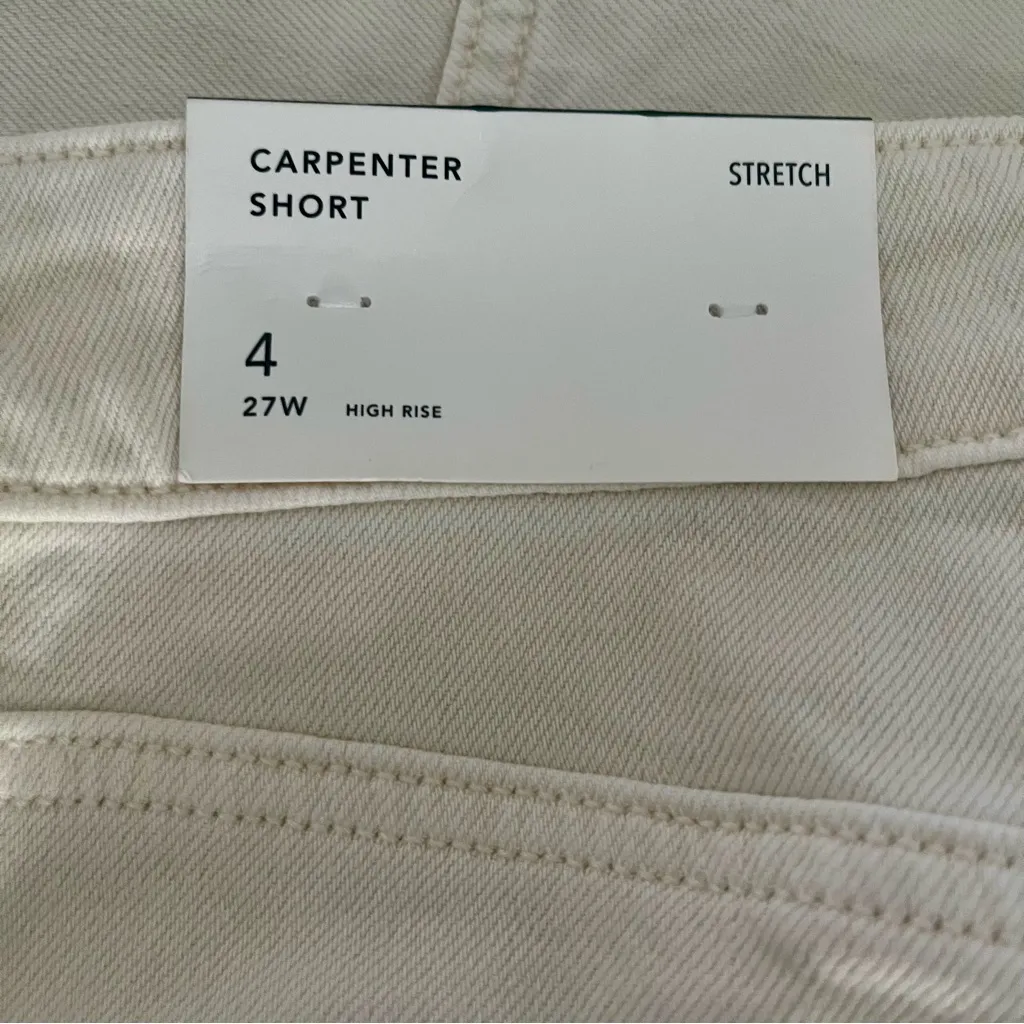 CARPENTER
SHORT
STRETCH
4
27W HIGH RISE